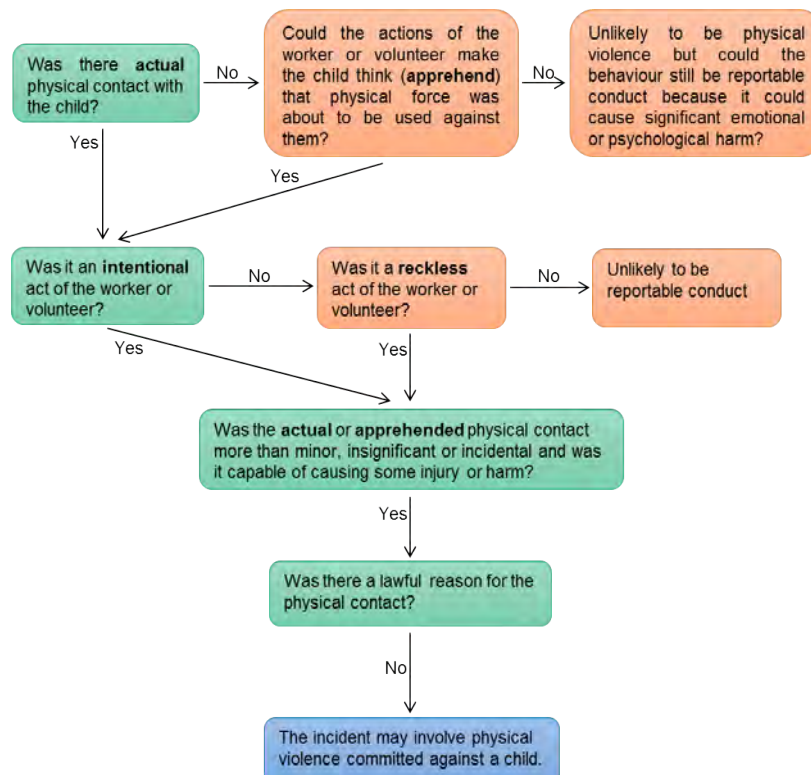 Was there actual
physical contact with
the child?
No
Could the actions of the
worker or volunteer make
the child think (apprehend)
that physical force was
about to be used against
them?
No
Unlikely to be physical
violence but could the
behaviour still be reportable
conduct because it could
cause significant emotional
or psychological harm?
Yes
Yes
Was it an intentional
act of the worker or
volunteer?
No
Was it a reckless
act of the worker or
volunteer?
No
Unlikely to be
reportable conduct
Yes
Yes
Was the actual or apprehended physical contact
more than minor, insignificant or incidental and was
it capable of causing some injury or harm?
Yes
Was there a lawful reason for the
physical contact?
No
The incident may involve physical
violence committed against a child.